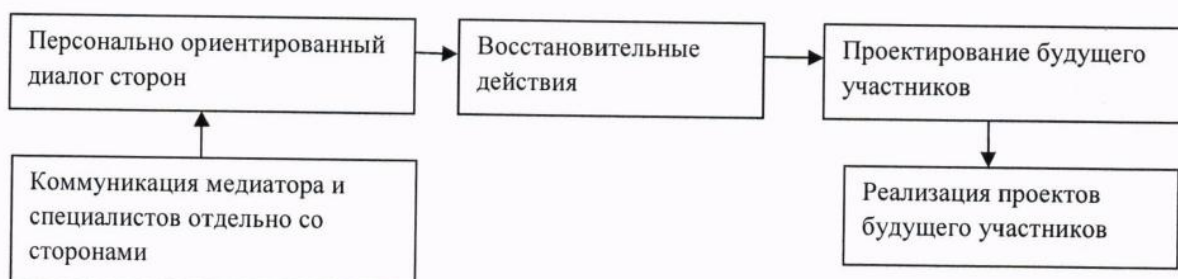 Персонально ориентированный
диалог сторон
Восстановительные
действия
Проектирование будущего
участников
Коммуникация медиатора и
специалистов отдельно со
сторонами
Реализация проектов
будущего участников